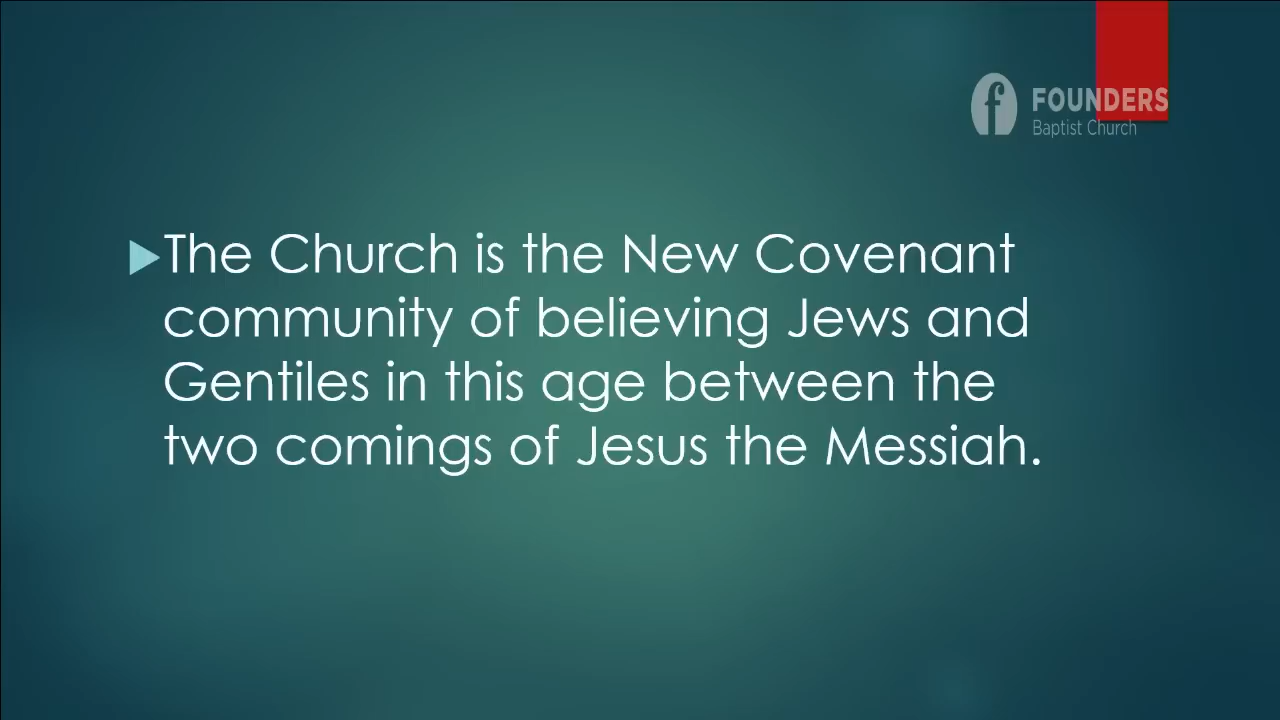 FOUNDERS
Baptist Church
The Church is the New Covenant
community of believing Jews and
Gentiles in this age between the
two comings of Jesus the Messiah.